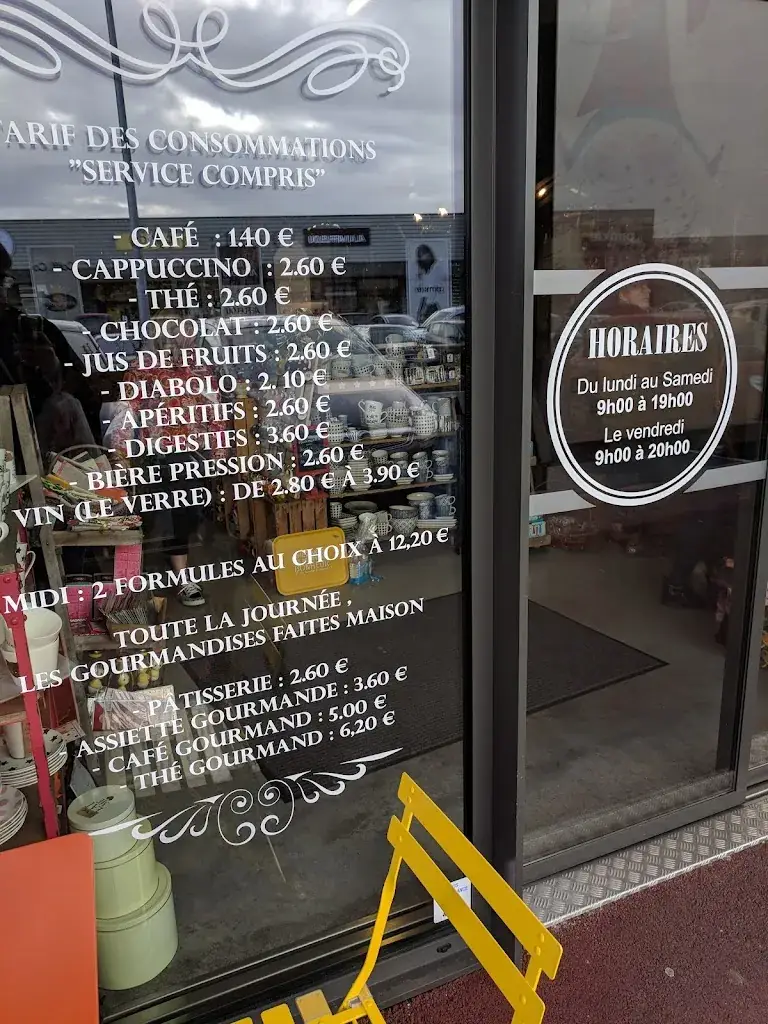 TARIF DES CONSOMMATIONS
"SERVICE COMPRIS"
- CAFÉ : 1.40 €
- CAPPUCCINO : 2.60 €
- THÉ : 2.60 €
- CHOCOLAT : 2.60 €
- JUS DE FRUITS : 2.60 €
- DIABOLO : 2. 10 €
- APÉRITIFS : 2.60 €
- DIGESTIFS : 3.60 €
- BIÈRE PRESSION : 2.60 €
VIN (LE VERRE) : DE 2.80 € À 3.90 €
MIDI : 2 FORMULES AU CHOIX À 12,20 €
TOUTE LA JOURNÉE ,
LES GOURMANDISES FAITES MAISON
- PÂTISSERIE : 2.60 €
ASSIETTE GOURMANDE : 3.60 €
- CAFÉ GOURMAND : 5.00 €
- THÉ GOURMAND : 6,20 €
HORAIRES
Du lundi au Samedi
9h00 à 19h00
Le vendredi
9h00 à 20h00